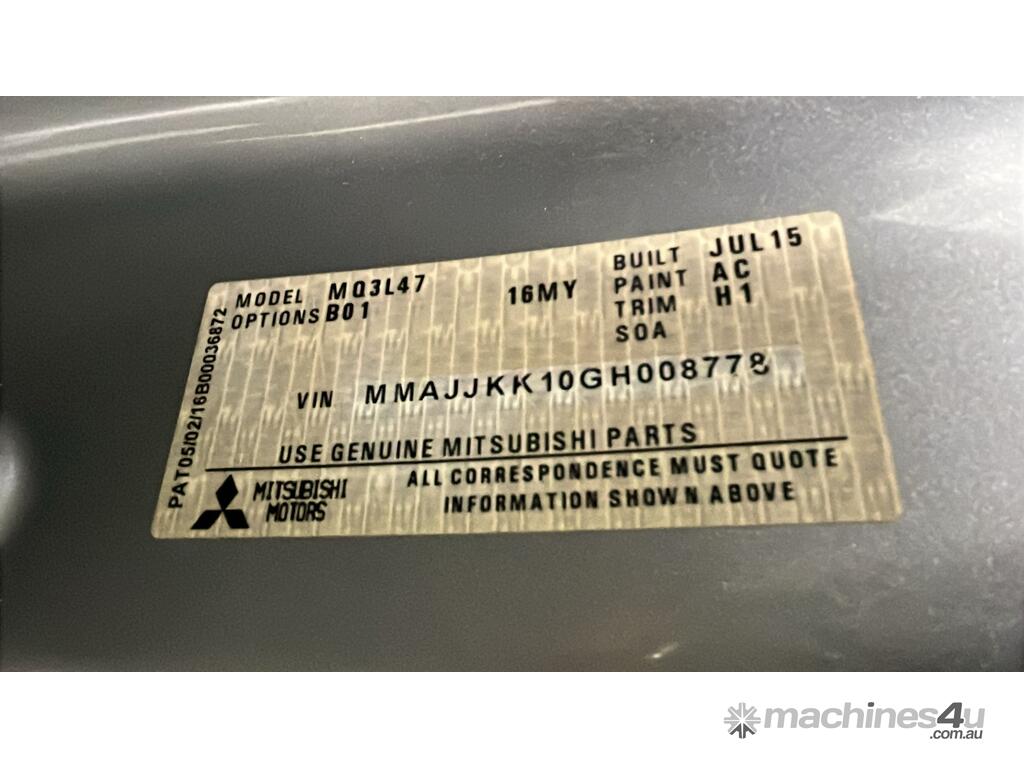 PAT05/02/16B00036872
MODEL MQ3L47 16MY BUILT JUL15
OPTIONS B01 PAINT AC
TRIM H1
SOA
VIN MMAJJKK10GH008778
USE GENUINE MITSUBISHI PARTS
MITSUBISHI MOTORS
ALL CORRESPONDENCE MUST QUOTE
INFORMATION SHOWN ABOVE
machines4u
.com.au